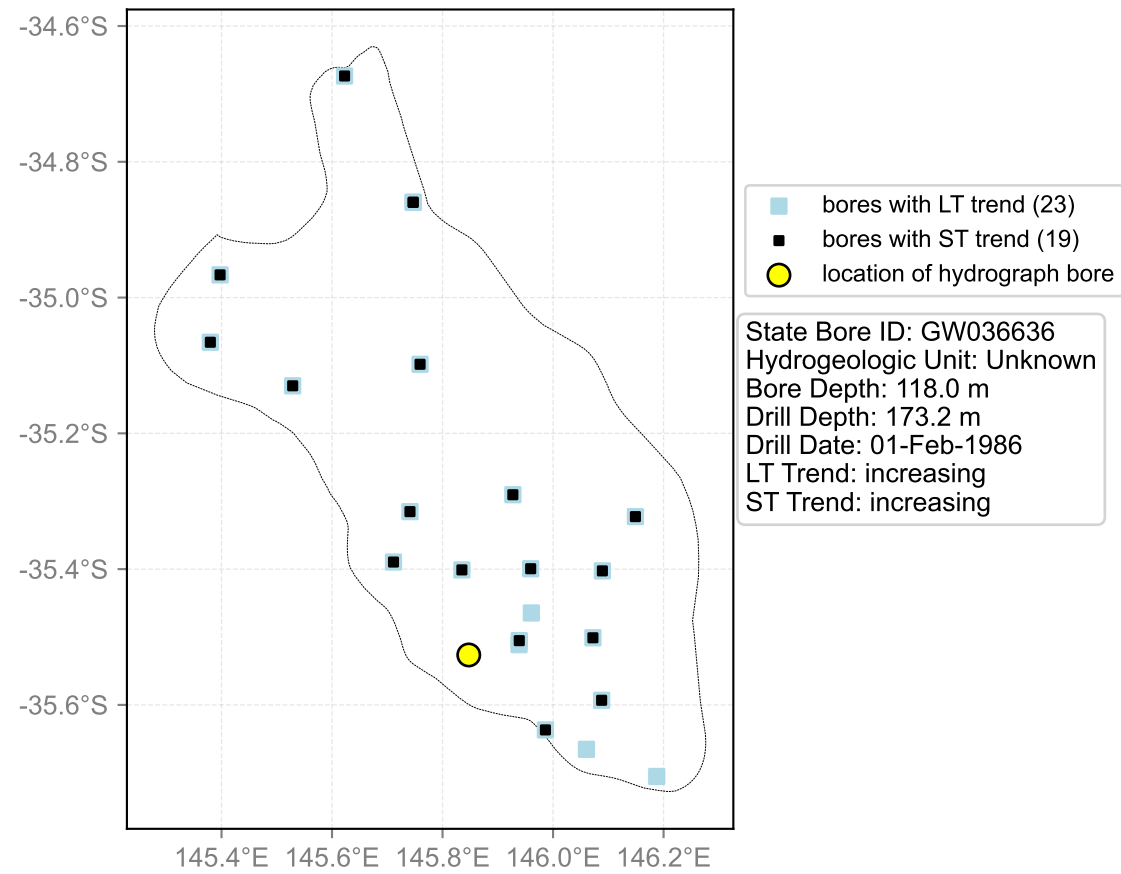 -34.6°S
-34.8°S
-35.0°S
-35.2°S
-35.4°S
-35.6°S
145.4°E 145.6°E 145.8°E 146.0°E 146.2°E
bores with LT trend (23)
bores with ST trend (19)
location of hydrograph bore
State Bore ID: GW036636
Hydrogeologic Unit: Unknown
Bore Depth: 118.0 m
Drill Depth: 173.2 m
Drill Date: 01-Feb-1986
LT Trend: increasing
ST Trend: increasing